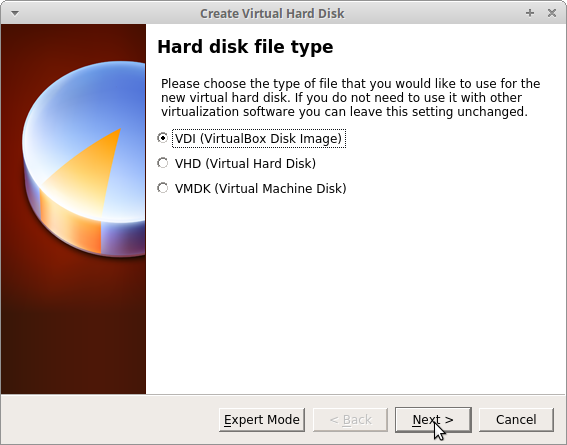 Create Virtual Hard Disk
Hard disk file type
Please choose the type of file that you would like to use for the
new virtual hard disk. If you do not need to use it with other
virtualization software you can leave this setting unchanged.
VDI (VirtualBox Disk Image)
VHD (Virtual Hard Disk)
VMDK (Virtual Machine Disk)
Expert Mode
< Back
Next >
Cancel